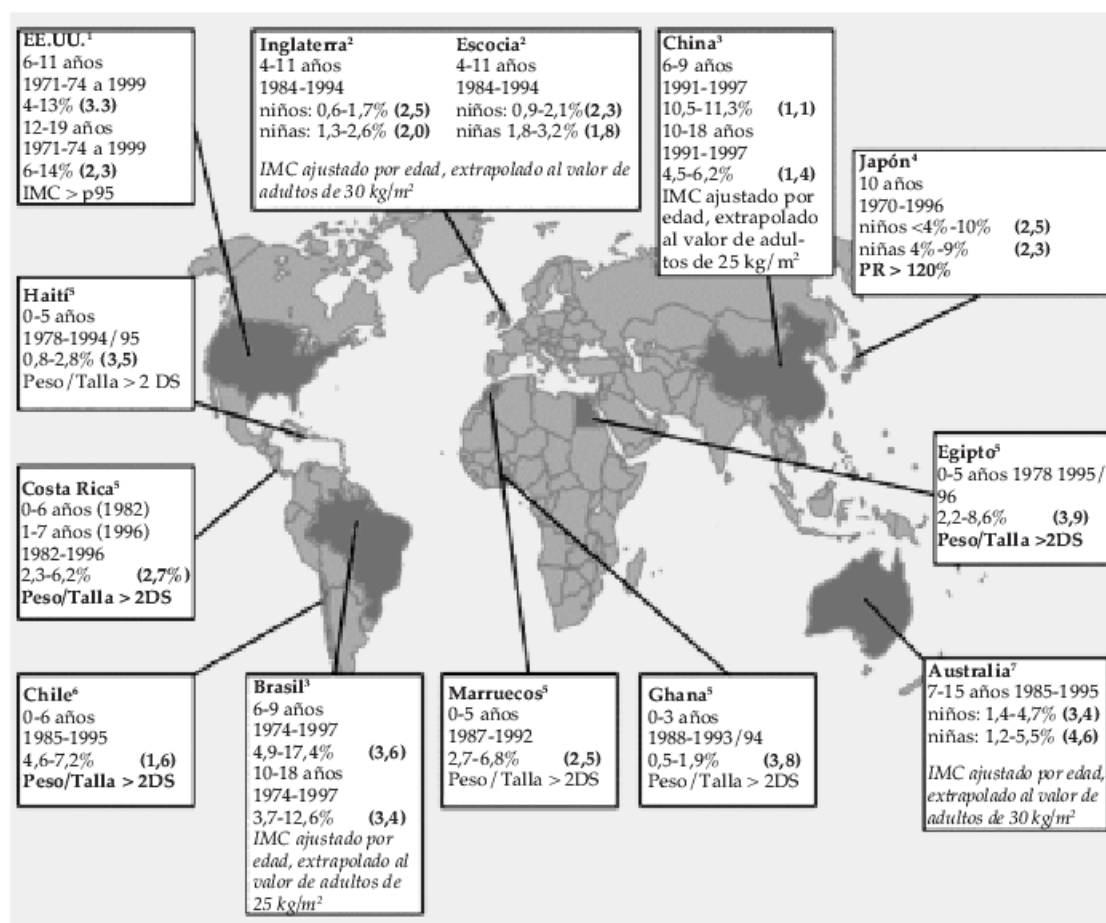 EE.UU.¹
6-11 años
1971-74 a 1999
4-13% (3.3)
12-19 años
1971-74 a 1999
6-14% (2,3)
IMC > p95
Inglaterra²
4-11 años
1984-1994
niños: 0,6-1,7% (2,5)
niñas: 1,3-2,6% (2,0)
Escocia²
4-11 años
1984-1994
niños: 0,9-2,1%(2,3)
niñas 1,8-3,2% (1,8)
IMC ajustado por edad, extrapolado al valor de
adultos de 30 kg/m²
China³
6-9 años
1991-1997
10,5-11,3% (1,1)
10-18 años
1991-1997
4,5-6,2% (1,4)
IMC ajustado por
edad, extrapolado
al valor de adul-
tos de 25 kg/m²
Japón⁴
10 años
1970-1996
niños <4%-10% (2,5)
niñas 4%-9% (2,3)
PR > 120%
Haití⁵
0-5 años
1978-1994/95
0,8-2,8% (3,5)
Peso/Talla > 2 DS
Costa Rica⁵
0-6 años (1982)
1-7 años (1996)
1982-1996
2,3-6,2% (2,7%)
Peso/Talla > 2DS
Egipto⁵
0-5 años 1978 1995/
96
2,2-8,6% (3,9)
Peso/Talla >2DS
Chile⁶
0-6 años
1985-1995
4,6-7,2% (1,6)
Peso/Talla > 2DS
Brasil³
6-9 años
1974-1997
4,9-17,4% (3,6)
10-18 años
1974-1997
3,7-12,6% (3,4)
IMC ajustado por
edad, extrapolado al
valor de adultos de
25 kg/m²
Marruecos⁵
0-5 años
1987-1992
2,7-6,8% (2,5)
Peso/Talla > 2DS
Ghana⁵
0-3 años
1988-1993/94
0,5-1,9% (3,8)
Peso/Talla > 2DS
Australia⁷
7-15 años 1985-1995
niños: 1,4-4,7% (3,4)
niñas: 1,2-5,5% (4,6)
IMC ajustado por edad,
extrapolado al valor de
adultos de 30 kg/m²